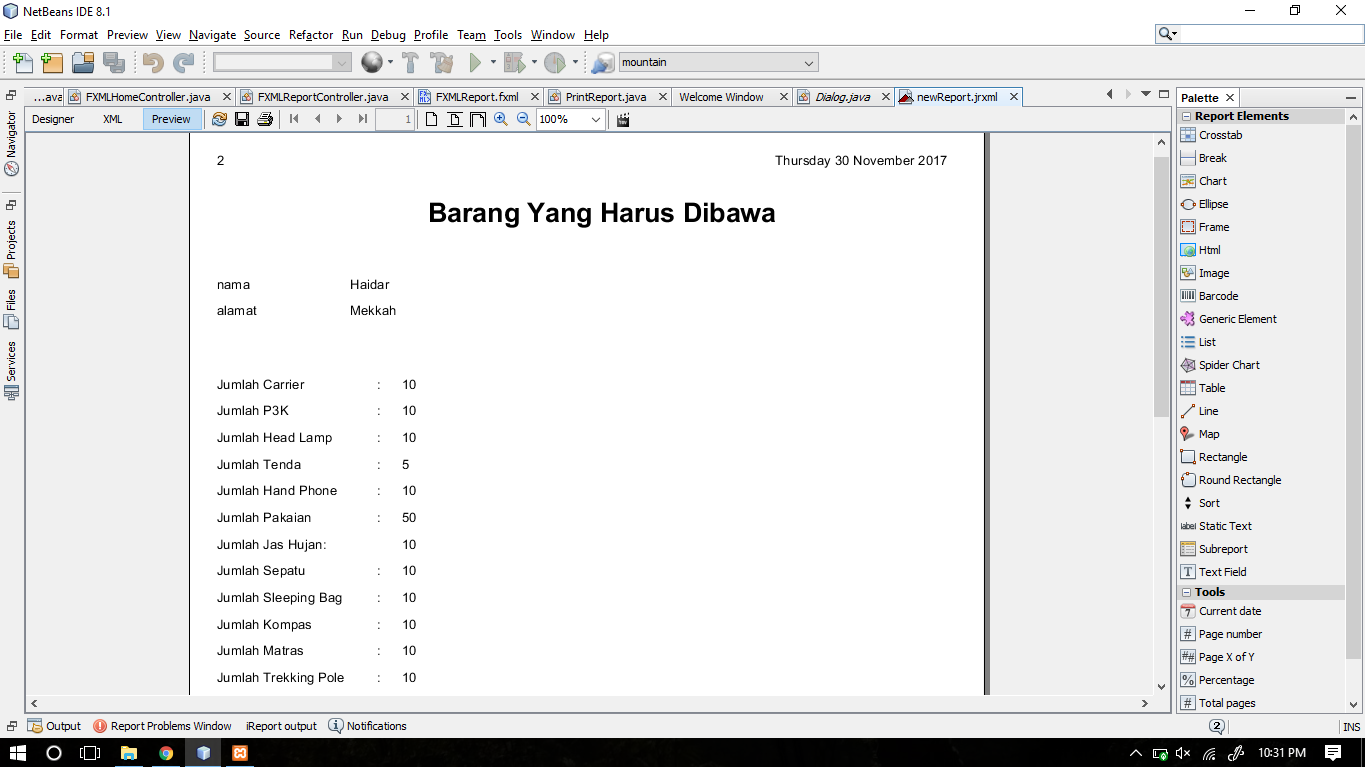 NetBeans IDE 8.1
File Edit Format Preview View Navigate Source Refactor Run Debug Profile Team Tools Window Help
mountain
...ava FXMLHomeController.java FXMLReportController.java FXMLReport.fxml PrintReport.java Welcome Window Dialog.java newReport.jrxml
Designer XML Preview 1 100%
Navigator
Projects
Files
Services
2 Thursday 30 November 2017
Barang Yang Harus Dibawa
nama Haidar
alamat Mekkah
Jumlah Carrier : 10
Jumlah P3K : 10
Jumlah Head Lamp : 10
Jumlah Tenda : 5
Jumlah Hand Phone : 10
Jumlah Pakaian : 50
Jumlah Jas Hujan: 10
Jumlah Sepatu : 10
Jumlah Sleeping Bag : 10
Jumlah Kompas : 10
Jumlah Matras : 10
Jumlah Trekking Pole : 10
Palette
Report Elements
Crosstab
Break
Chart
Ellipse
Frame
Html
Image
Barcode
Generic Element
List
Spider Chart
Table
Line
Map
Rectangle
Round Rectangle
Sort
label Static Text
Subreport
T Text Field
Tools
7 Current date
# Page number
## Page X of Y
% Percentage
# Total pages
Output Report Problems Window iReport output Notifications
2 INS
10:31 PM